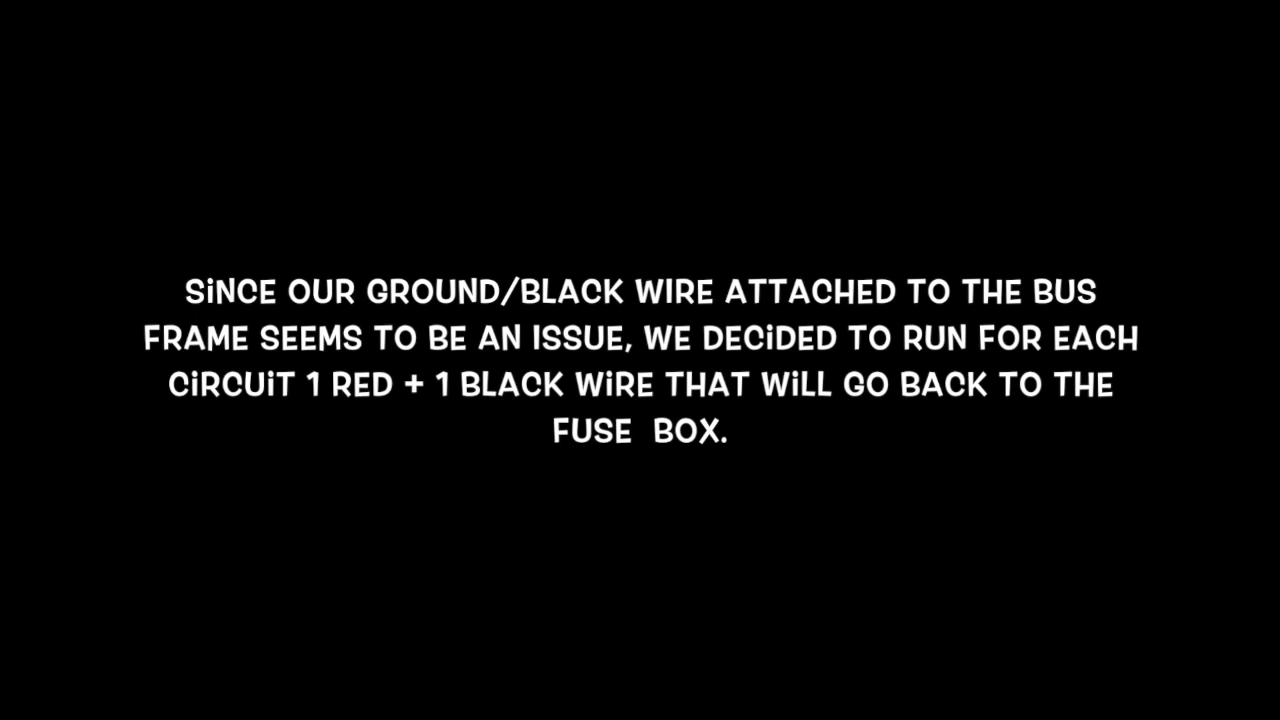 SiNCE OUR GROUND/BLACK WIRE ATTACHED TO THE BUS
FRAME SEEMS TO BE AN ISSUE, WE DECiDED TO RUN FOR EACH
CiRCUiT 1 RED + 1 BLACK WiRE THAT WiLL GO BACK TO THE
FUSE  BOX.